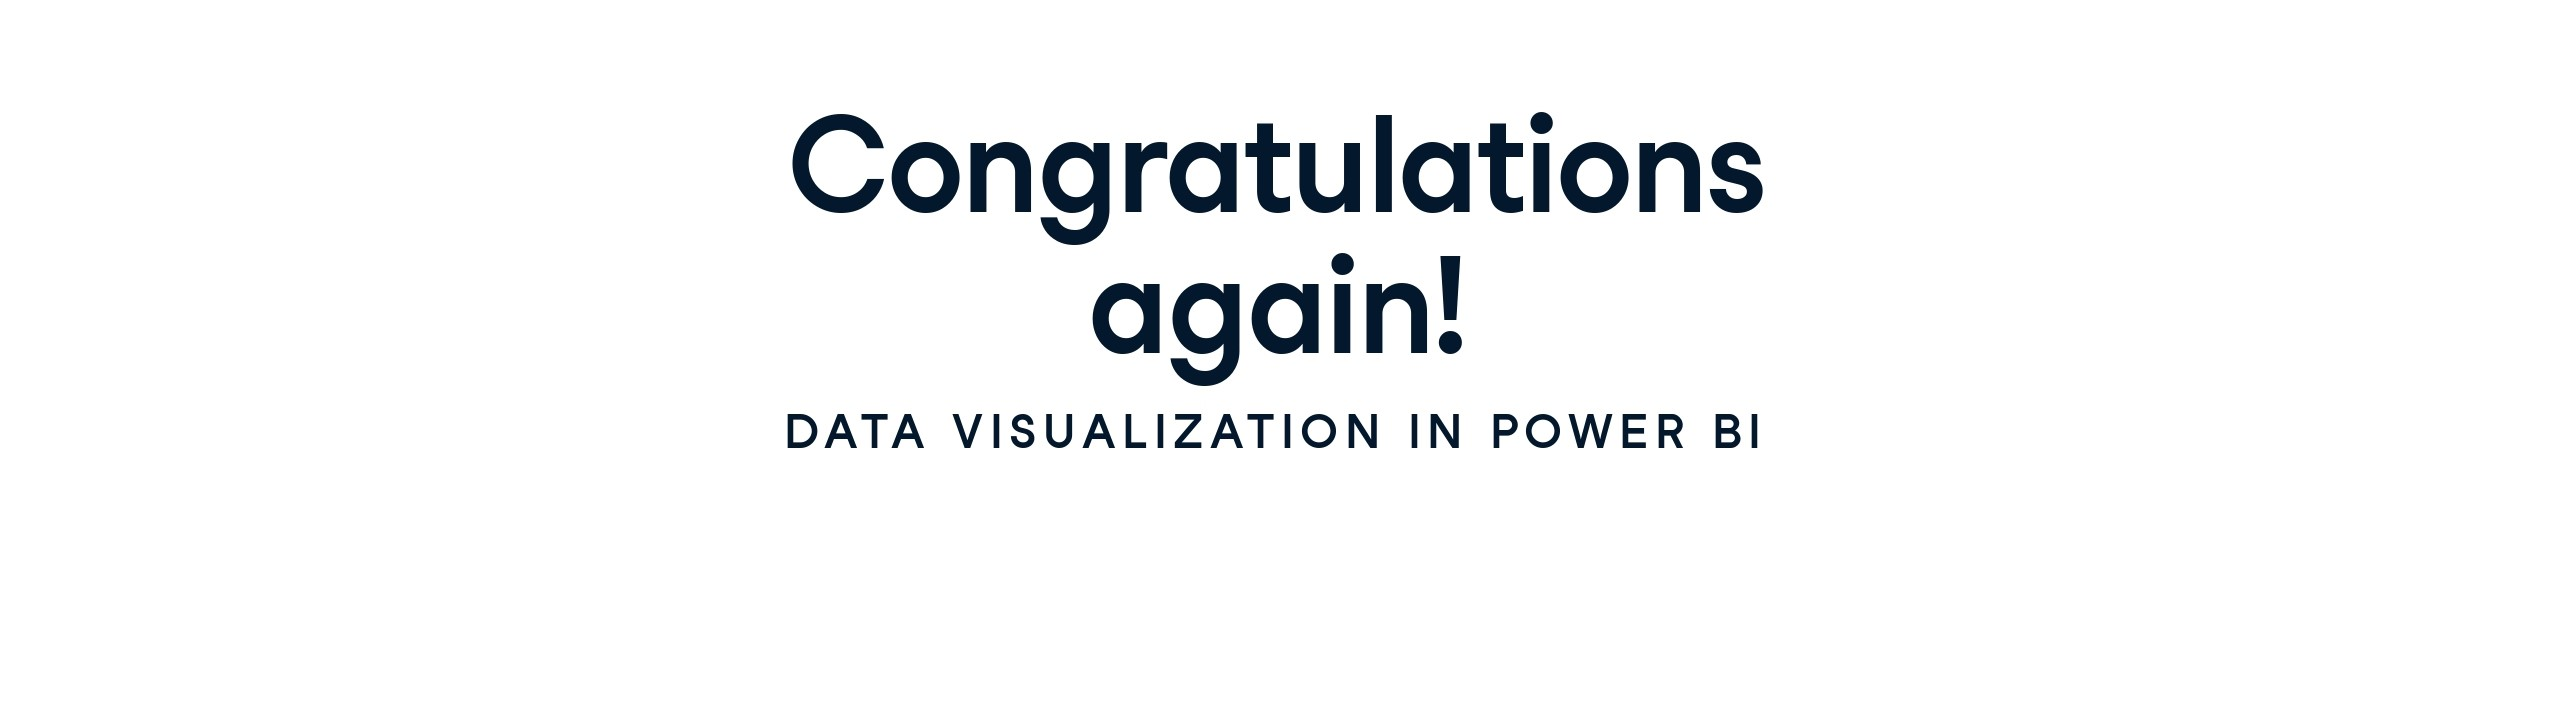 Congratulations
again!
DATA VISUALIZATION IN POWER BI